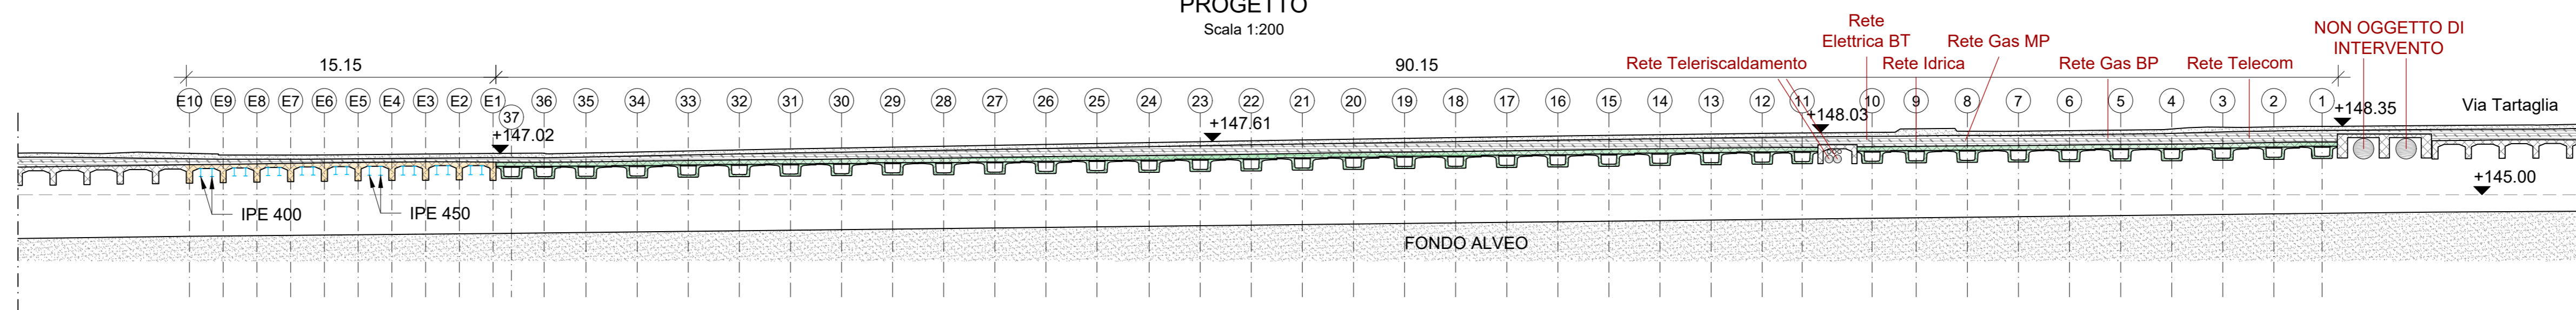 PROGETTO
Scala 1:200
Rete
Elettrica BT
Rete Gas MP
NON OGGETTO DI
INTERVENTO
15.15
90.15
Rete Teleriscaldamento
Rete Idrica
Rete Gas BP
Rete Telecom
E10 E9 E8 E7 E6 E5 E4 E3 E2 E1 37 36 35 34 33 32 31 30 29 28 27 26 25 24 23 22 21 20 19 18 17 16 15 14 13 12 11 10 9 8 7 6 5 4 3 2 1
+147.02
+147.61
+148.03
+148.35
Via Tartaglia
+145.00
IPE 400
IPE 450
FONDO ALVEO